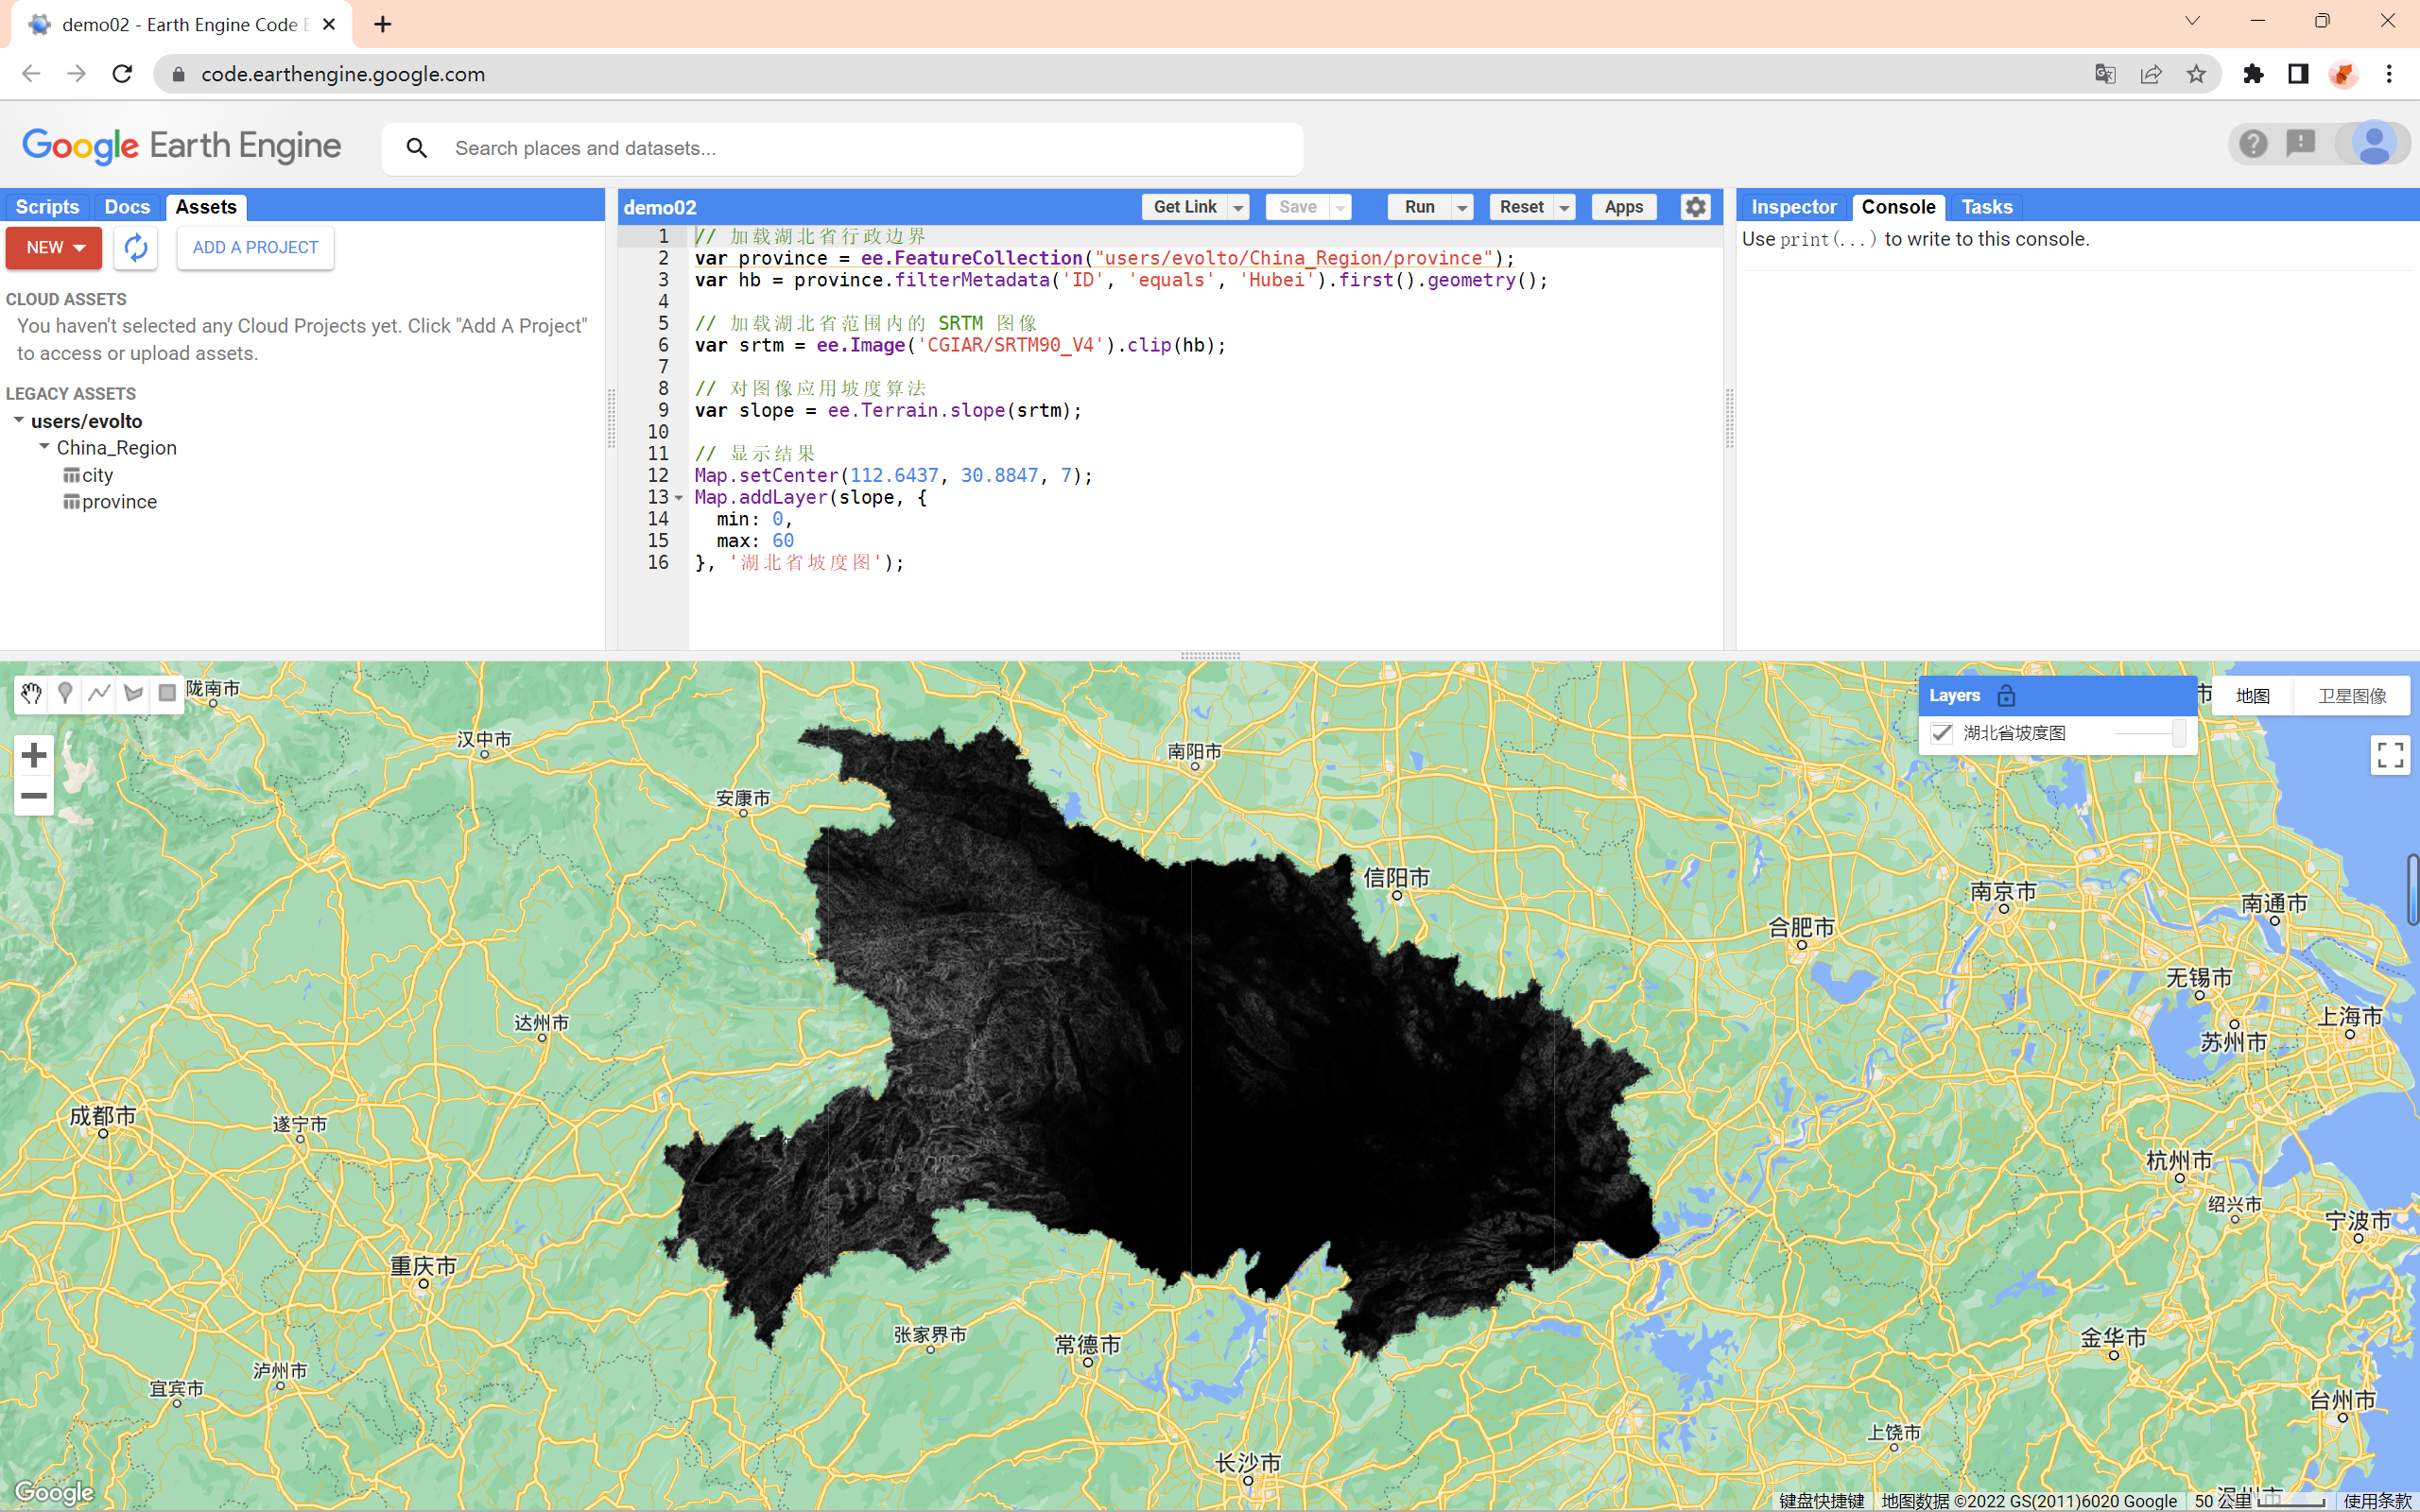 demo02 - Earth Engine Code E
code.earthengine.google.com
Google Earth Engine
Search places and datasets...
Scripts Docs Assets
NEW
ADD A PROJECT
CLOUD ASSETS
You haven't selected any Cloud Projects yet. Click "Add A Project"
to access or upload assets.
LEGACY ASSETS
users/evolto
China_Region
city
province
demo02
Get Link Save Run Reset Apps
1 // 加载湖北省行政边界
2 var province = ee.FeatureCollection("users/evolto/China_Region/province");
3 var hb = province.filterMetadata('ID', 'equals', 'Hubei').first().geometry();
4
5 // 加载湖北省范围内的 SRTM 图像
6 var srtm = ee.Image('CGIAR/SRTM90_V4').clip(hb);
7
8 // 对图像应用坡度算法
9 var slope = ee.Terrain.slope(srtm);
10
11 // 显示结果
12 Map.setCenter(112.6437, 30.8847, 7);
13 Map.addLayer(slope, {
14 min: 0,
15 max: 60
16 }, '湖北省坡度图');
Inspector Console Tasks
Use print(...) to write to this console.
陇南市
Layers
市
地图 卫星图像
湖北省坡度图
汉中市
南阳市
安康市
信阳市
南京市
南通市
合肥市
无锡市
达州市
上海市
苏州市
成都市
遂宁市
杭州市
绍兴市
宁波市
重庆市
张家界市
常德市
金华市
泸州市
宜宾市
台州市
上饶市
长沙市
Google
键盘快捷键 地图数据 ©2022 GS(2011)6020 Google 50 公里 使用条款